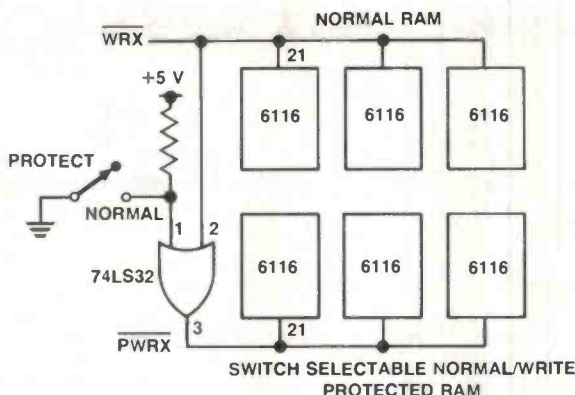 NORMAL RAM
WRX
21
+5 V
6116 6116 6116
PROTECT
NORMAL
1 2
74LS32
6116 6116 6116
3
21
PWRX
SWITCH SELECTABLE NORMAL/WRITE
PROTECTED RAM